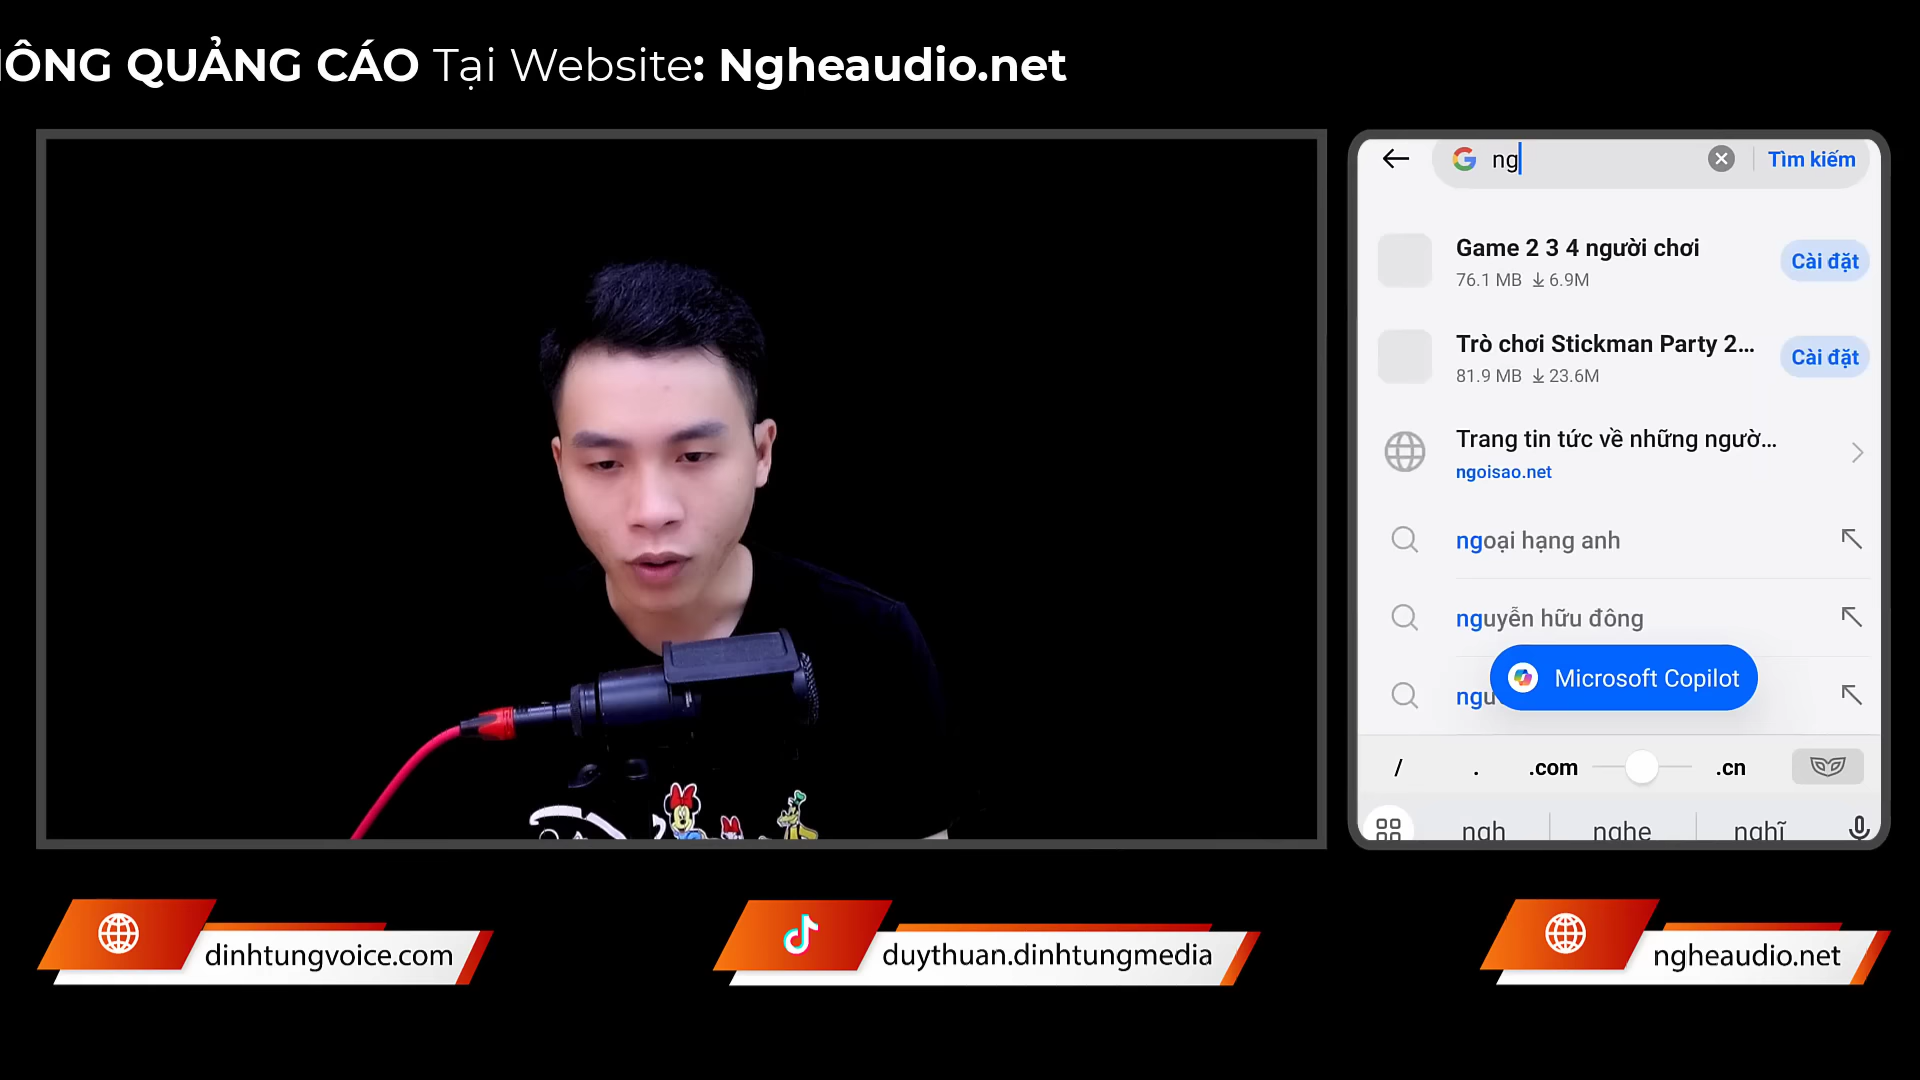 ÔNG QUẢNG CÁO Tại Website: Ngheaudio.net
ng
Tìm kiếm
Game 2 3 4 người chơi
76.1 MB 6.9M
Cài đặt
Trò chơi Stickman Party 2...
81.9 MB 23.6M
Cài đặt
Trang tin tức về những ngườ...
ngoisao.net
ngoại hạng anh
nguyễn hữu đông
ngu
Microsoft Copilot
/ . .com .cn
ngh nghe nghĩ
dinhtungvoice.com
duythuan.dinhtungmedia
ngheaudio.net